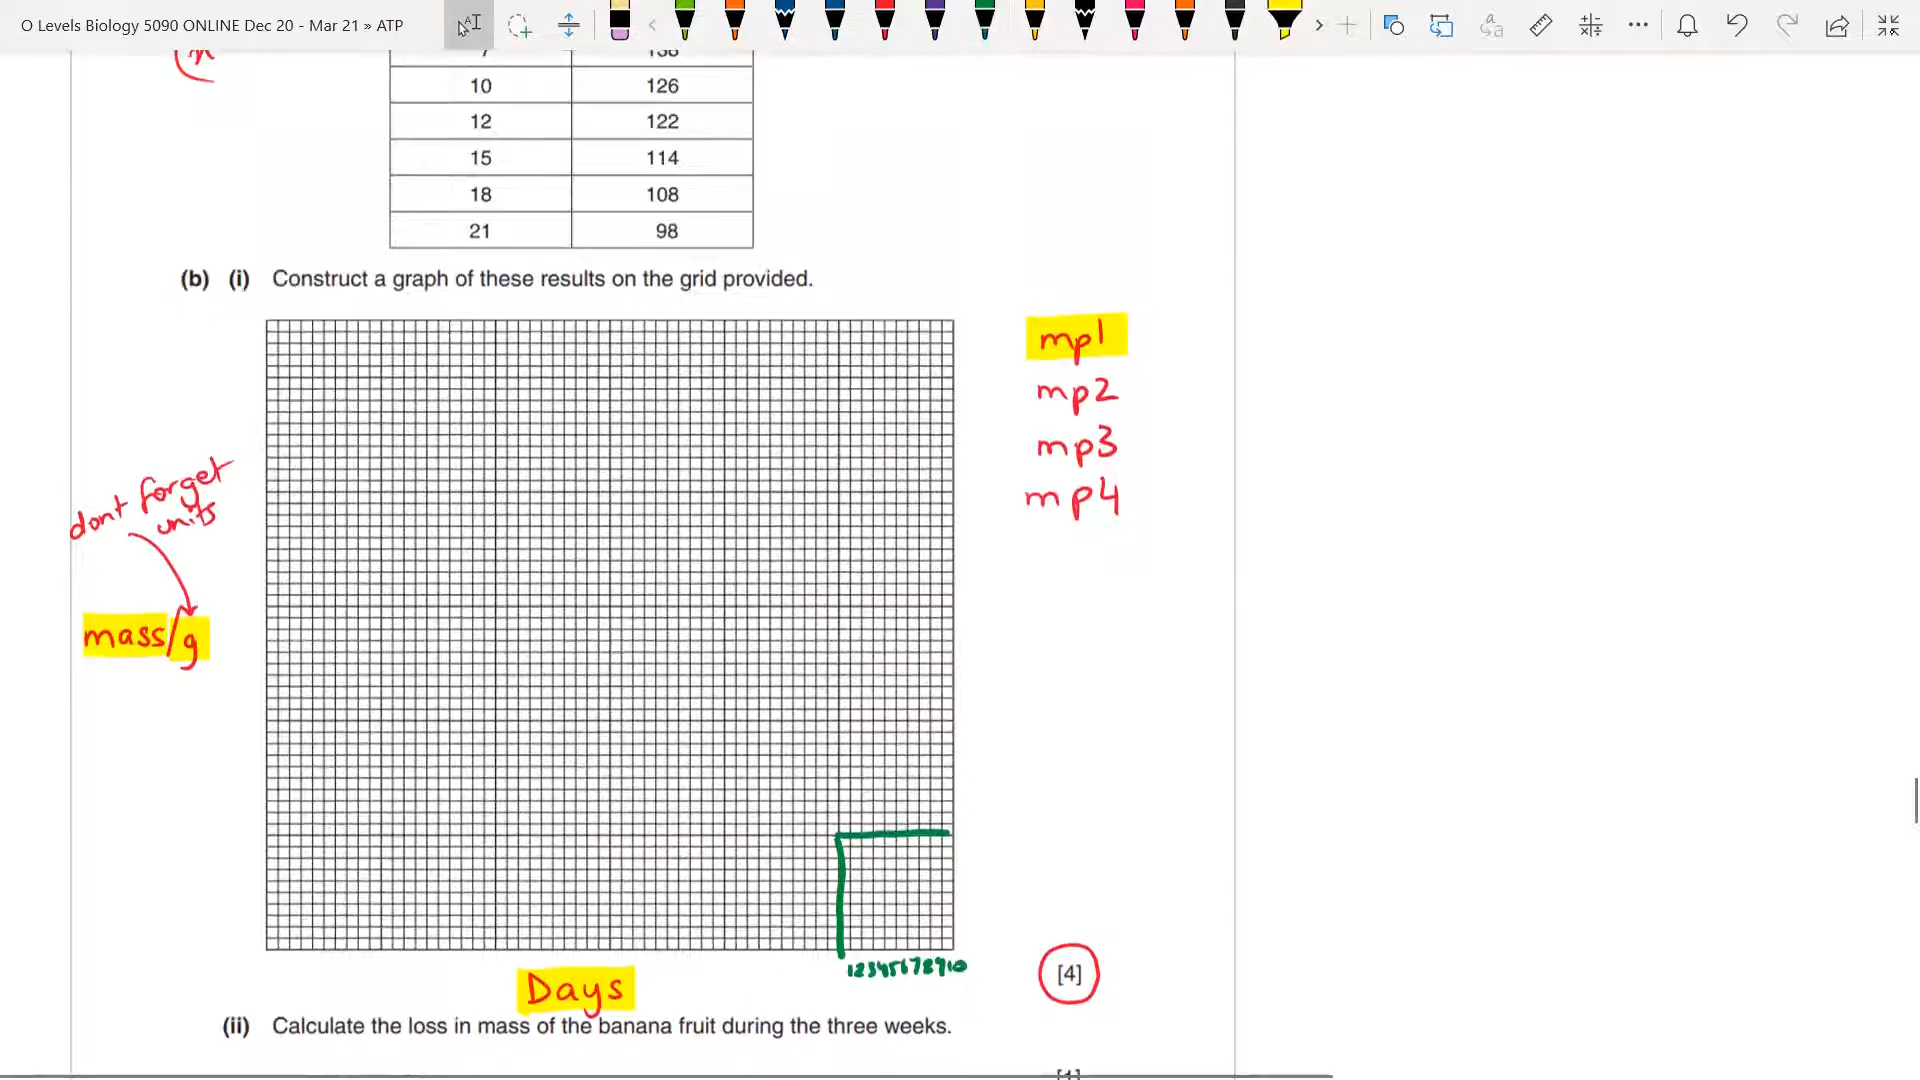 O Levels Biology 5090 ONLINE Dec 20 - Mar 21 » ATP
10 126
12 122
15 114
18 108
21 98
(b) (i) Construct a graph of these results on the grid provided.
mp1
mp2
mp3
mp4
dont forget
units
mass/g
12345678910
[4]
Days
(ii) Calculate the loss in mass of the banana fruit during the three weeks.